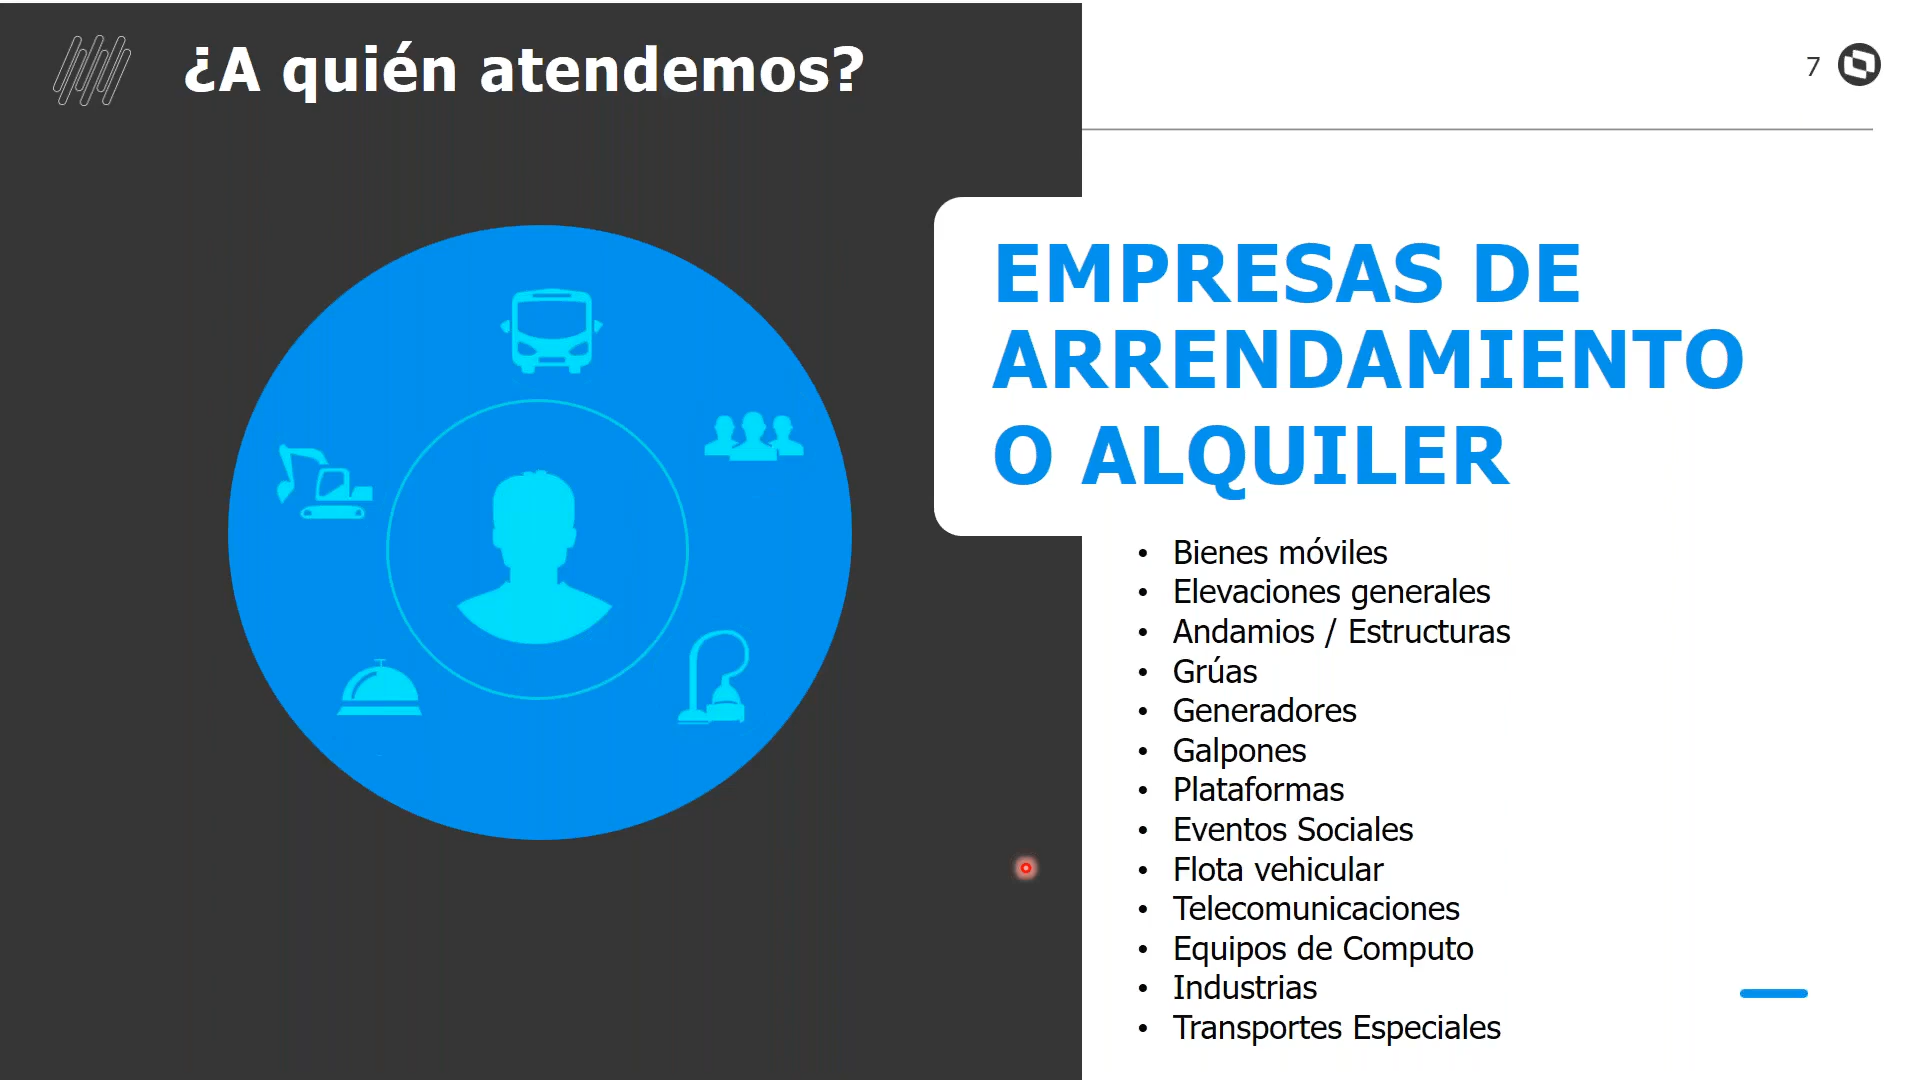 ¿A quién atendemos?
7
EMPRESAS DE
ARRENDAMIENTO
O ALQUILER
• Bienes móviles
• Elevaciones generales
• Andamios / Estructuras
• Grúas
• Generadores
• Galpones
• Plataformas
• Eventos Sociales
• Flota vehicular
• Telecomunicaciones
• Equipos de Computo
• Industrias
• Transportes Especiales